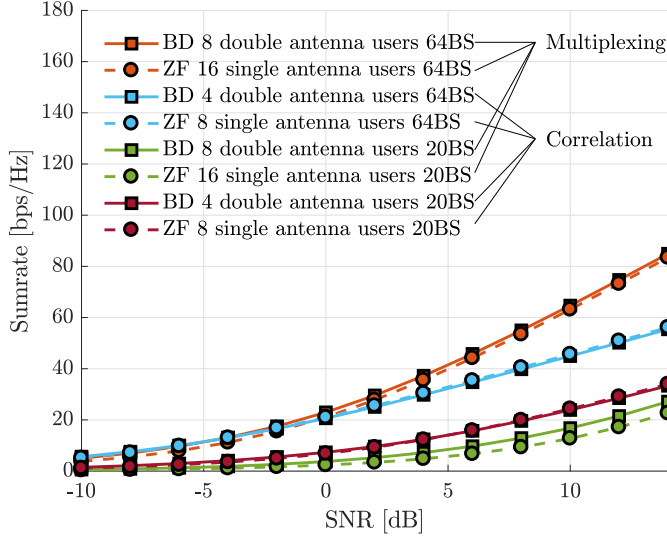 180
160
140
120
100
80
60
40
20
0
Sumrate [bps/Hz]
BD 8 double antenna users 64BS
ZF 16 single antenna users 64BS
BD 4 double antenna users 64BS
ZF 8 single antenna users 64BS
BD 8 double antenna users 20BS
ZF 16 single antenna users 20BS
BD 4 double antenna users 20BS
ZF 8 single antenna users 20BS
Multiplexing
Correlation
-10 -5 0 5 10
SNR [dB]